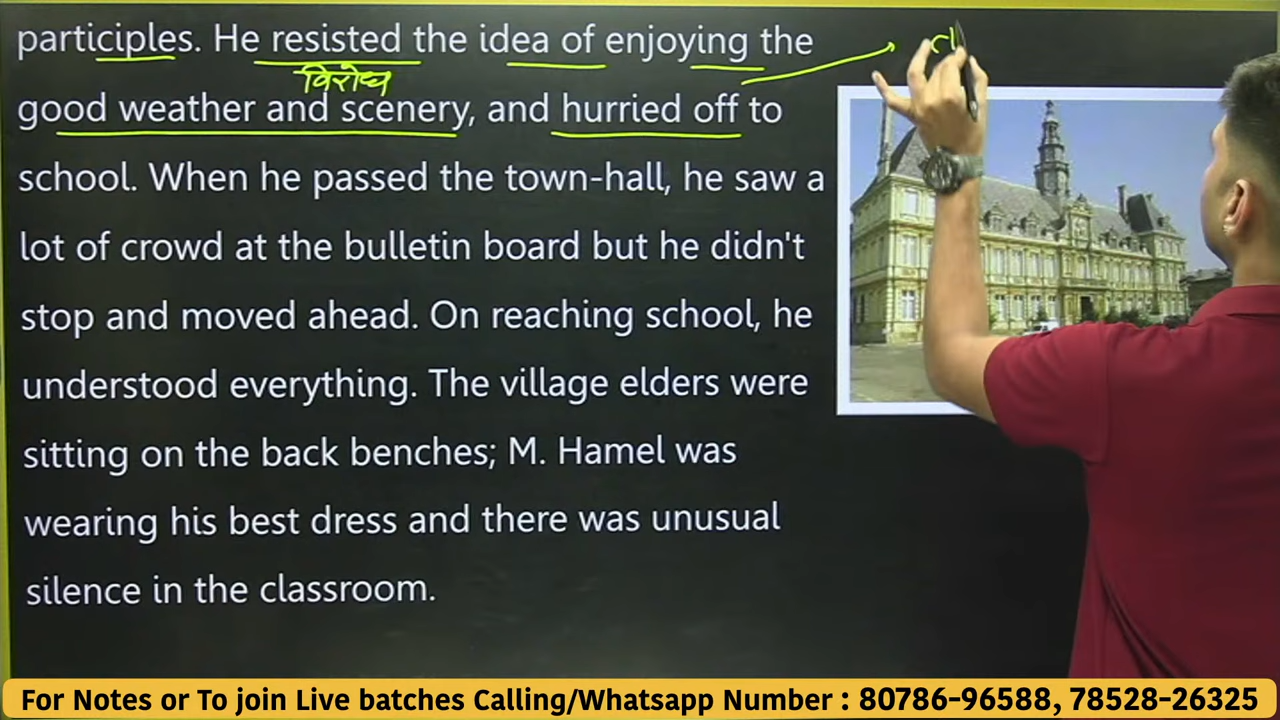 participles. He resisted the idea of enjoying the
विरोध
good weather and scenery, and hurried off to
school. When he passed the town-hall, he saw a
lot of crowd at the bulletin board but he didn't
stop and moved ahead. On reaching school, he
understood everything. The village elders were
sitting on the back benches; M. Hamel was
wearing his best dress and there was unusual
silence in the classroom.
For Notes or To join Live batches Calling/Whatsapp Number : 80786-96588, 78528-26325